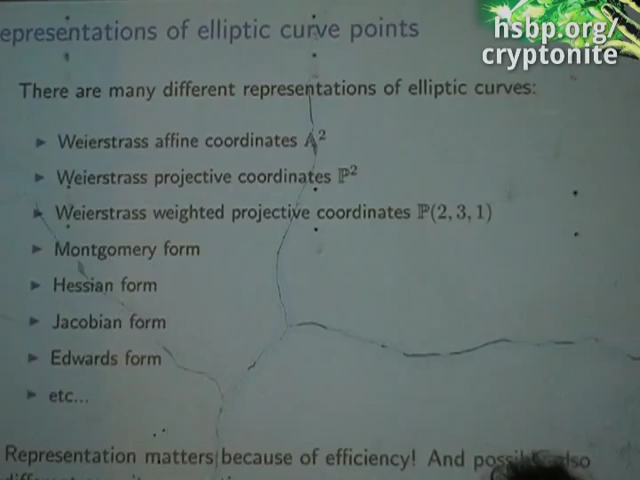 epresentations of elliptic curve points
hsbp.org/
cryptonite
There are many different representations of elliptic curves:
► Weierstrass affine coordinates 𝔸²
► Weierstrass projective coordinates ℙ²
► Weierstrass weighted projective coordinates ℙ(2, 3, 1)
► Montgomery form
► Hessian form
► Jacobian form
► Edwards form
► etc...
Representation matters because of efficiency! And also